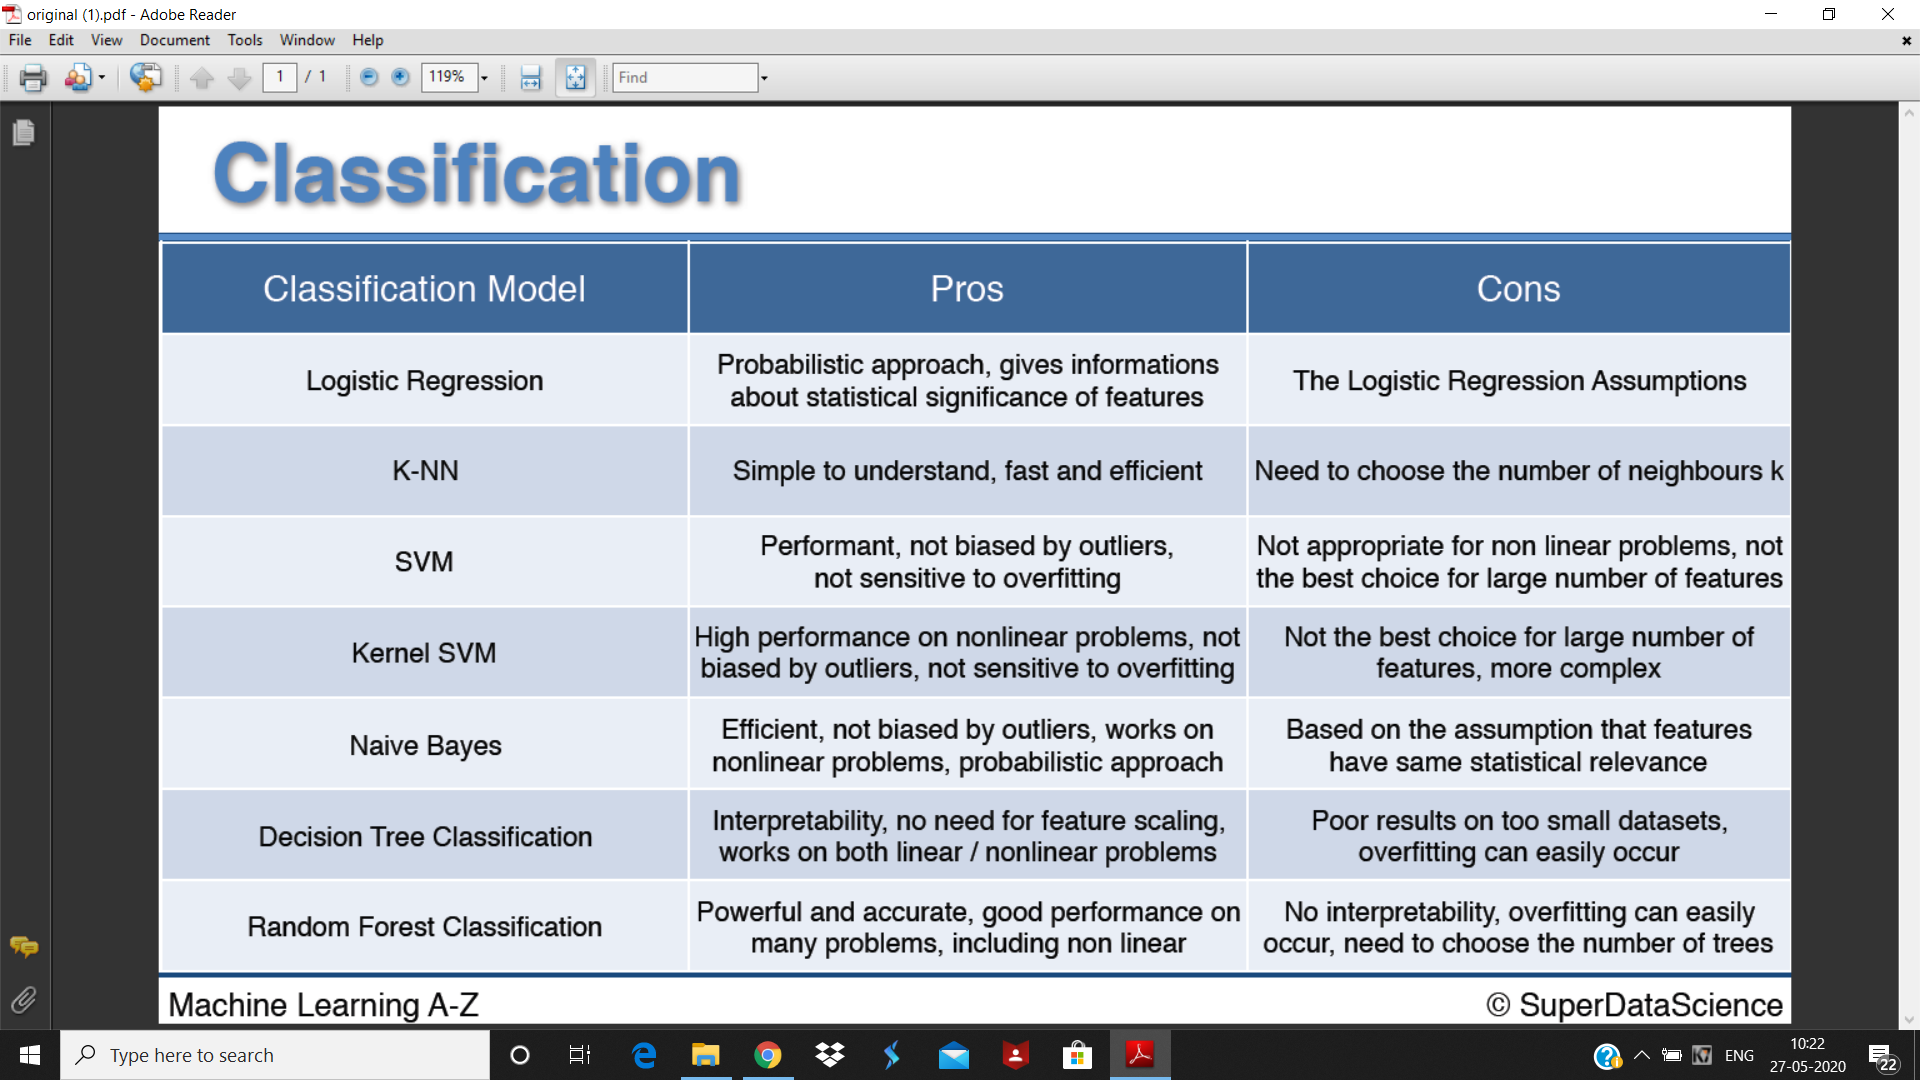 original (1).pdf - Adobe Reader
File Edit View Document Tools Window Help
1 / 1 119% Find
Classification
Classification Model Pros Cons
Logistic Regression
Probabilistic approach, gives informations
about statistical significance of features
The Logistic Regression Assumptions
K-NN
Simple to understand, fast and efficient
Need to choose the number of neighbours k
SVM
Performant, not biased by outliers,
not sensitive to overfitting
Not appropriate for non linear problems, not
the best choice for large number of features
Kernel SVM
High performance on nonlinear problems, not
biased by outliers, not sensitive to overfitting
Not the best choice for large number of
features, more complex
Naive Bayes
Efficient, not biased by outliers, works on
nonlinear problems, probabilistic approach
Based on the assumption that features
have same statistical relevance
Decision Tree Classification
Interpretability, no need for feature scaling,
works on both linear / nonlinear problems
Poor results on too small datasets,
overfitting can easily occur
Random Forest Classification
Powerful and accurate, good performance on
many problems, including non linear
No interpretability, overfitting can easily
occur, need to choose the number of trees
Machine Learning A-Z
© SuperDataScience
Type here to search
ENG
10:22
27-05-2020
22